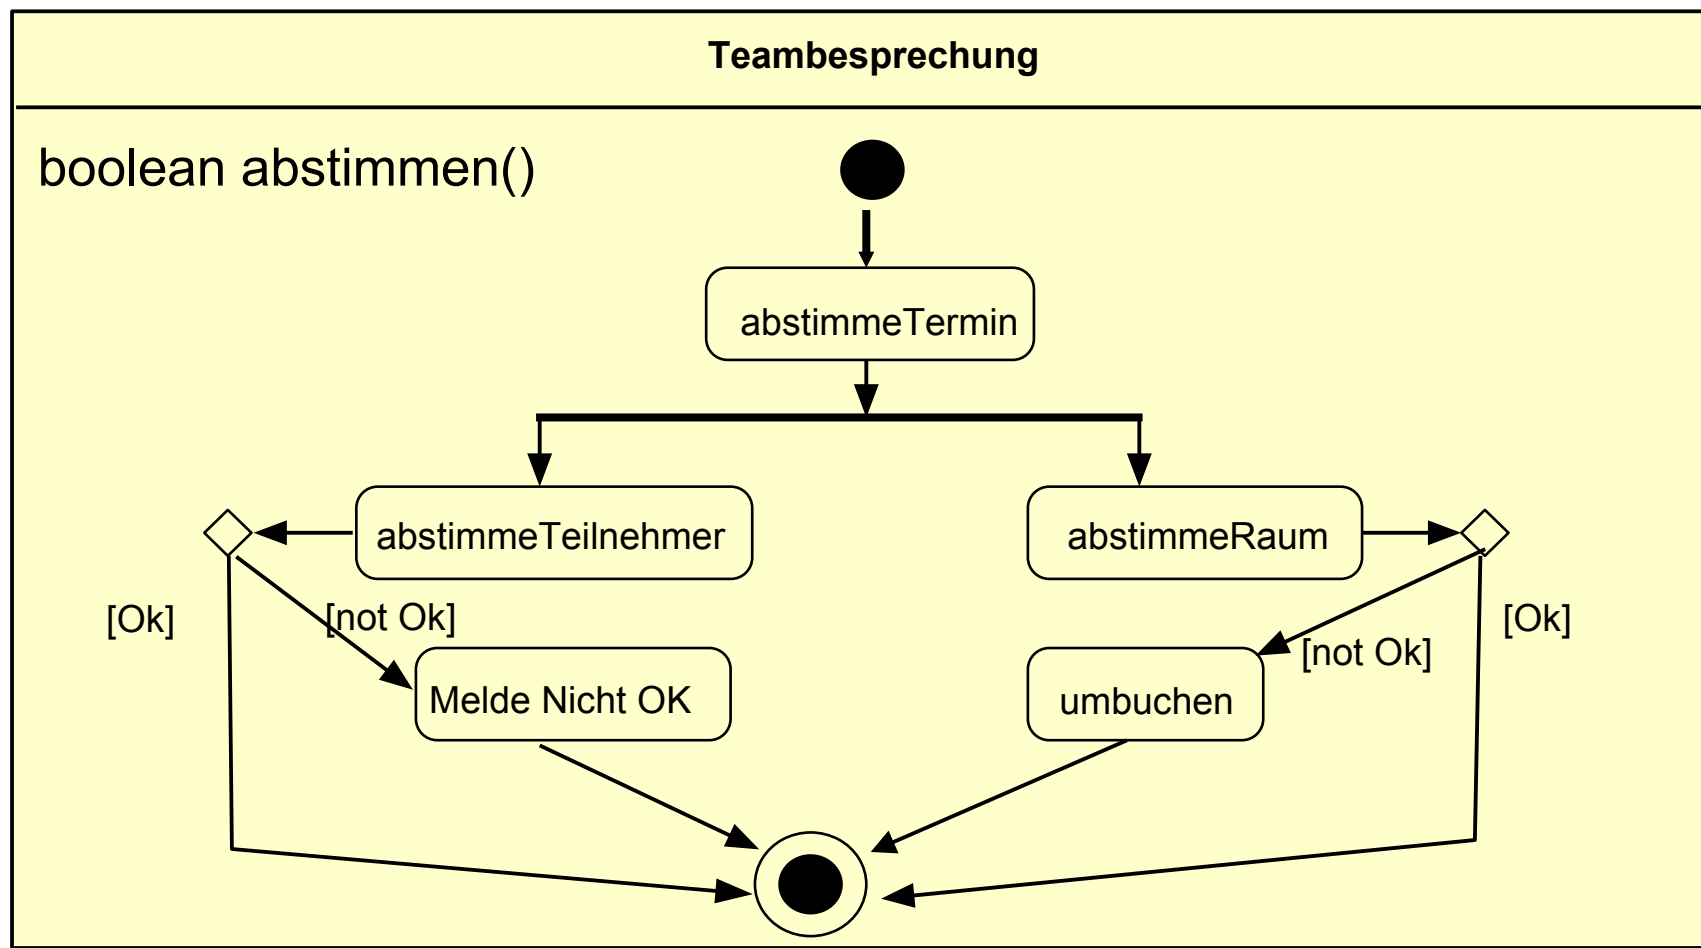 Teambesprechung
boolean abstimmen()
abstimmeTermin
abstimmeTeilnehmer
abstimmeRaum
[Ok]
[not Ok]
[not Ok]
[Ok]
Melde Nicht OK
umbuchen